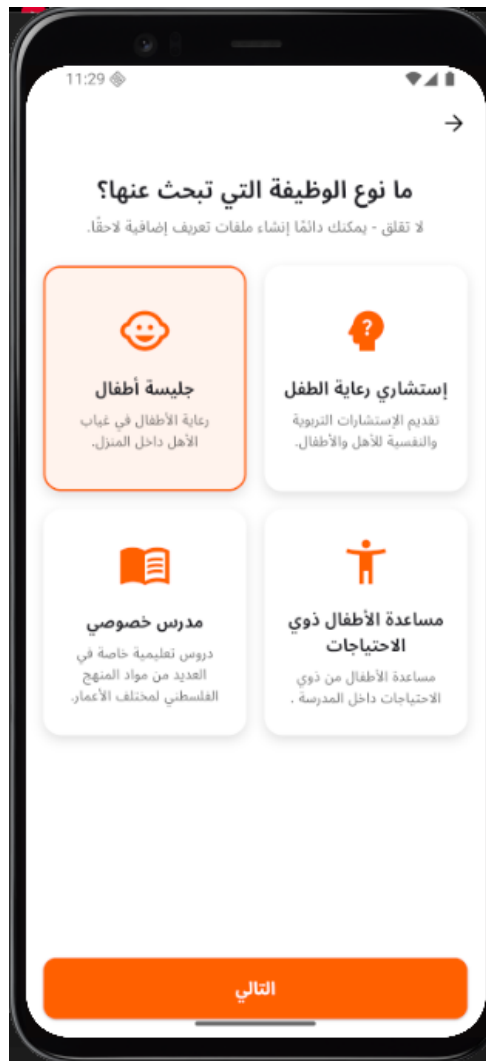 11:29
ما نوع الوظيفة التي تبحث عنها؟
لا تقلق - يمكنك دائمًا إنشاء ملفات تعريف إضافية لاحقًا.
إستشاري رعاية الطفل
تقديم الإستشارات التربوية
والنفسية للأهل والأطفال.
جليسة أطفال
رعاية الأطفال في غياب
الأهل داخل المنزل.
مساعدة الأطفال ذوي
الاحتياجات
مساعدة الأطفال من ذوي
الاحتياجات داخل المدرسة .
مدرس خصوصي
دروس تعليمية خاصة في
العديد من مواد المنهج
الفلسطني لمختلف الأعمار.
التالي